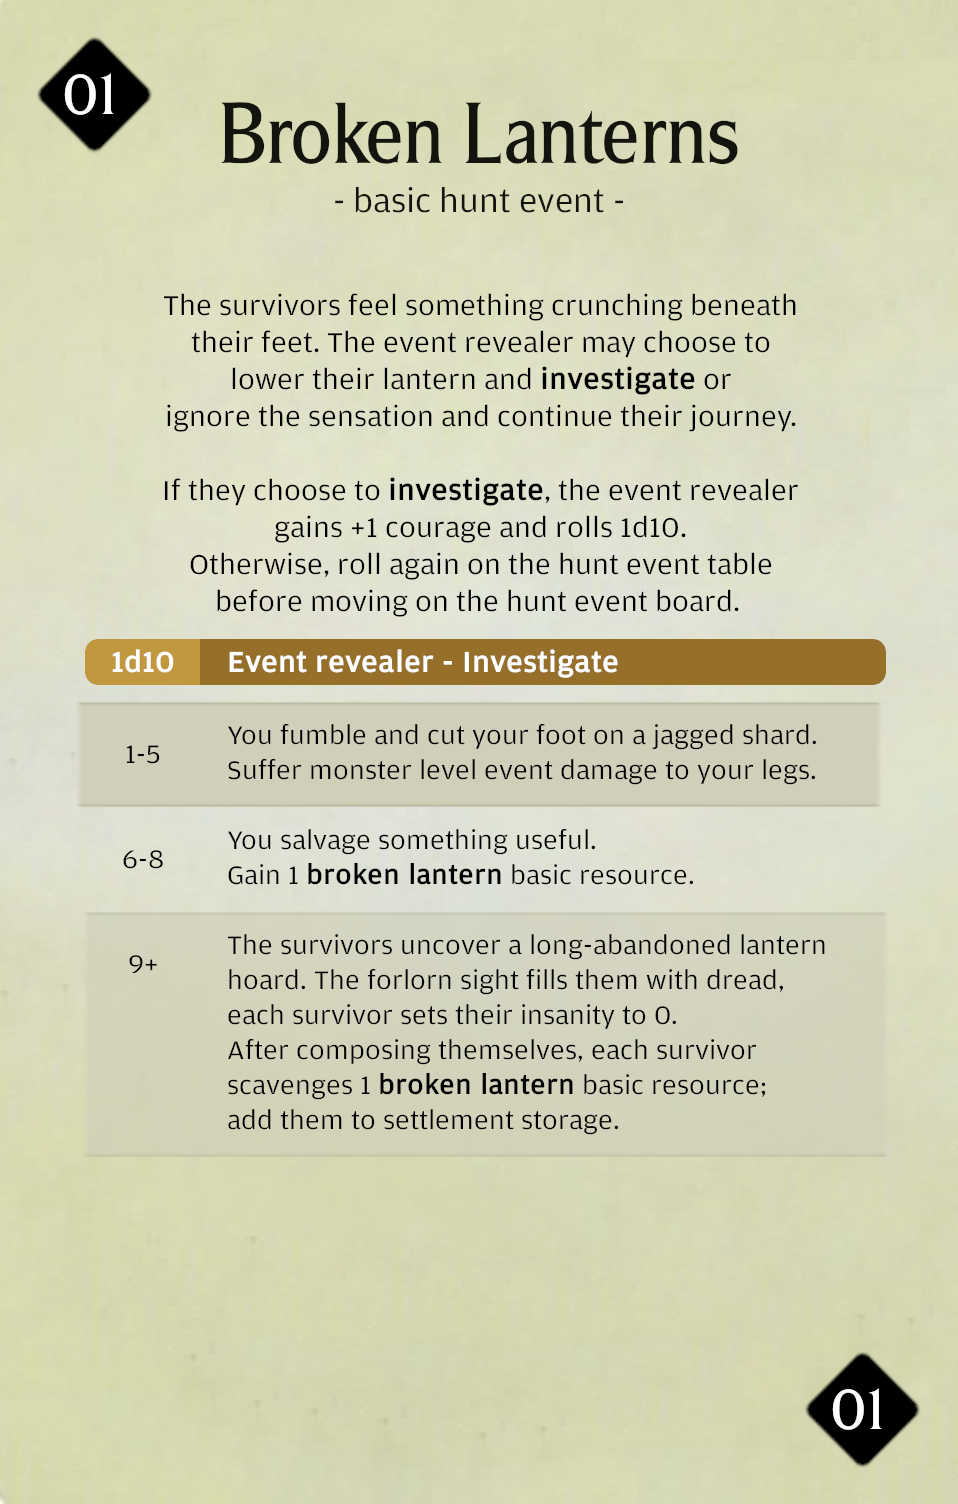 01
Broken Lanterns
- basic hunt event -
The survivors feel something crunching beneath
their feet. The event revealer may choose to
lower their lantern and investigate or
ignore the sensation and continue their journey.
If they choose to investigate, the event revealer
gains +1 courage and rolls 1d10.
Otherwise, roll again on the hunt event table
before moving on the hunt event board.
1d10 Event revealer - Investigate
1-5 You fumble and cut your foot on a jagged shard.
Suffer monster level event damage to your legs.
6-8 You salvage something useful.
Gain 1 broken lantern basic resource.
9+ The survivors uncover a long-abandoned lantern
hoard. The forlorn sight fills them with dread,
each survivor sets their insanity to 0.
After composing themselves, each survivor
scavenges 1 broken lantern basic resource;
add them to settlement storage.
01